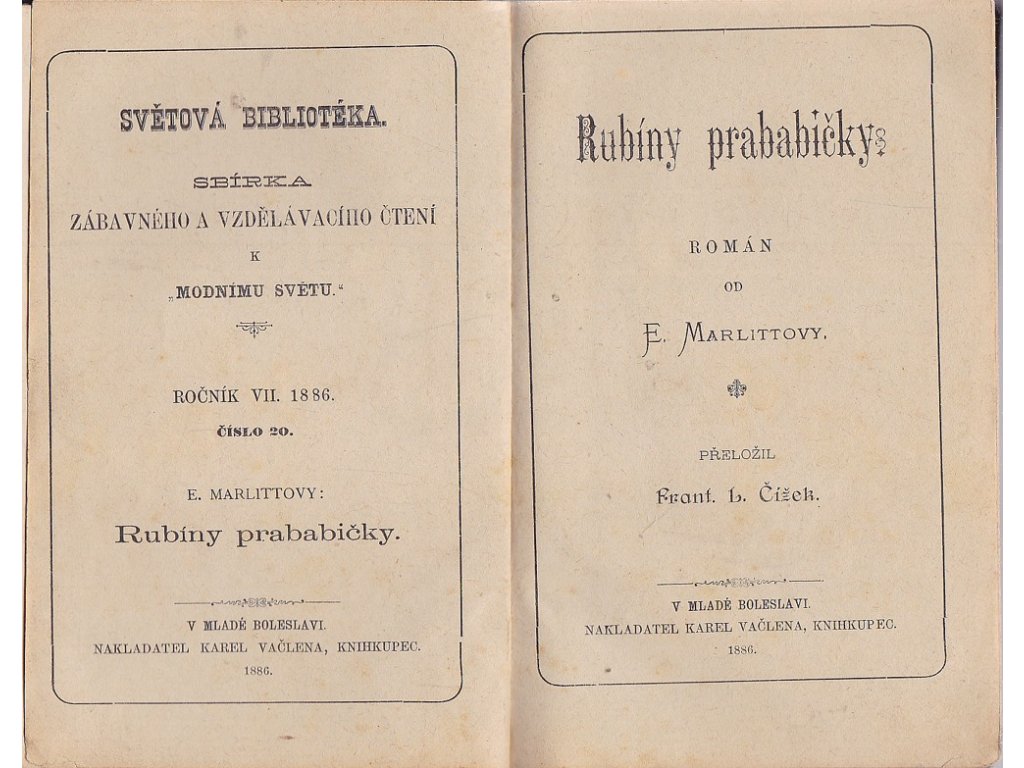 SVĚTOVÁ BIBLIOTÉKA.
SBÍRKA
ZÁBAVNÉHO A VZDĚLÁVACÍHO ČTENÍ
K
„MODNÍMU SVĚTU.“
ROČNÍK VII. 1886.
ČÍSLO 20.
E. MARLITTOVY:
Rubíny prababičky.
V MLADÉ BOLESLAVI.
NAKLADATEL KAREL VAČLENA, KNIHKUPEC.
1886.
Rubíny prababičky.
ROMÁN
OD
E. MARLITTOVY.
PŘELOŽIL
Frant. L. Čížek.
V MLADÉ BOLESLAVI.
NAKLADATEL KAREL VAČLENA, KNIHKUPEC.
1886.